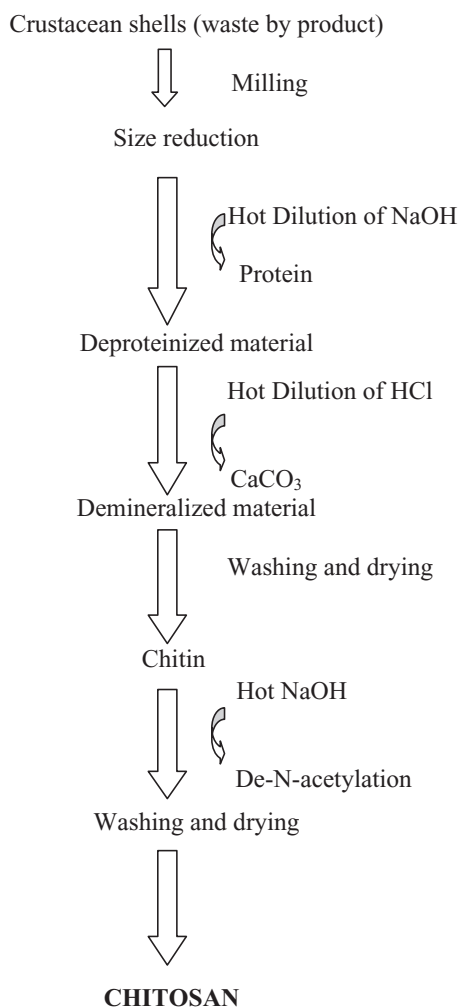 Crustacean shells (waste by product)
Milling
Size reduction
Hot Dilution of NaOH
Protein
Deproteinized material
Hot Dilution of HCl
CaCO₃
Demineralized material
Washing and drying
Chitin
Hot NaOH
De-N-acetylation
Washing and drying
CHITOSAN